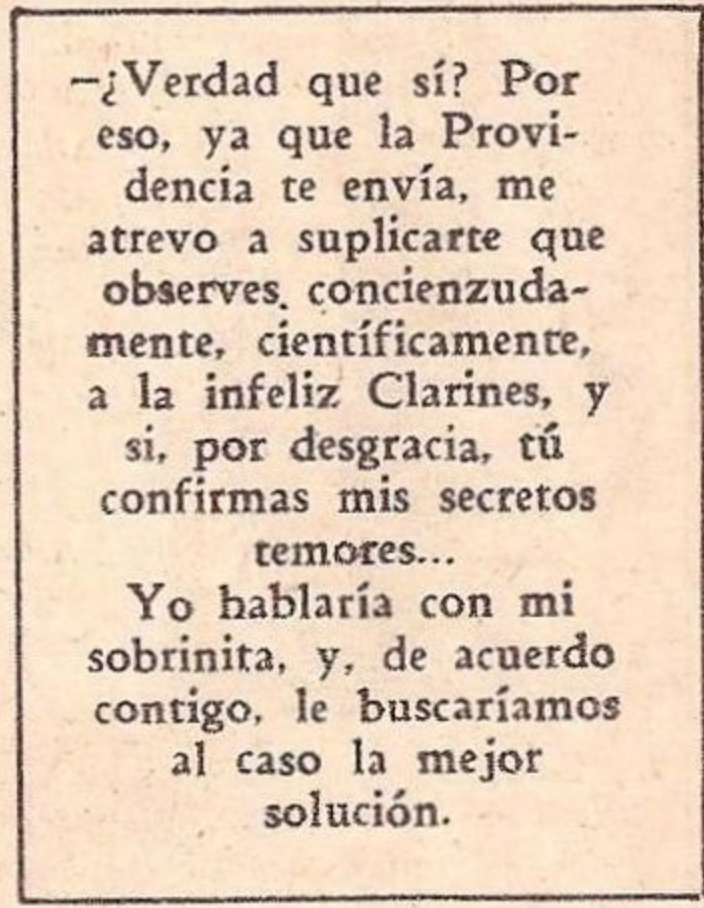 –¿Verdad que sí? Por
eso, ya que la Provi-
dencia te envía, me
atrevo a suplicarte que
observes, concienzuda-
mente, científicamente,
a la infeliz Clarines, y
si, por desgracia, tú
confirmas mis secretos
temores...
Yo hablaría con mi
sobrinita, y, de acuerdo
contigo, le buscaríamos
al caso la mejor
solución.